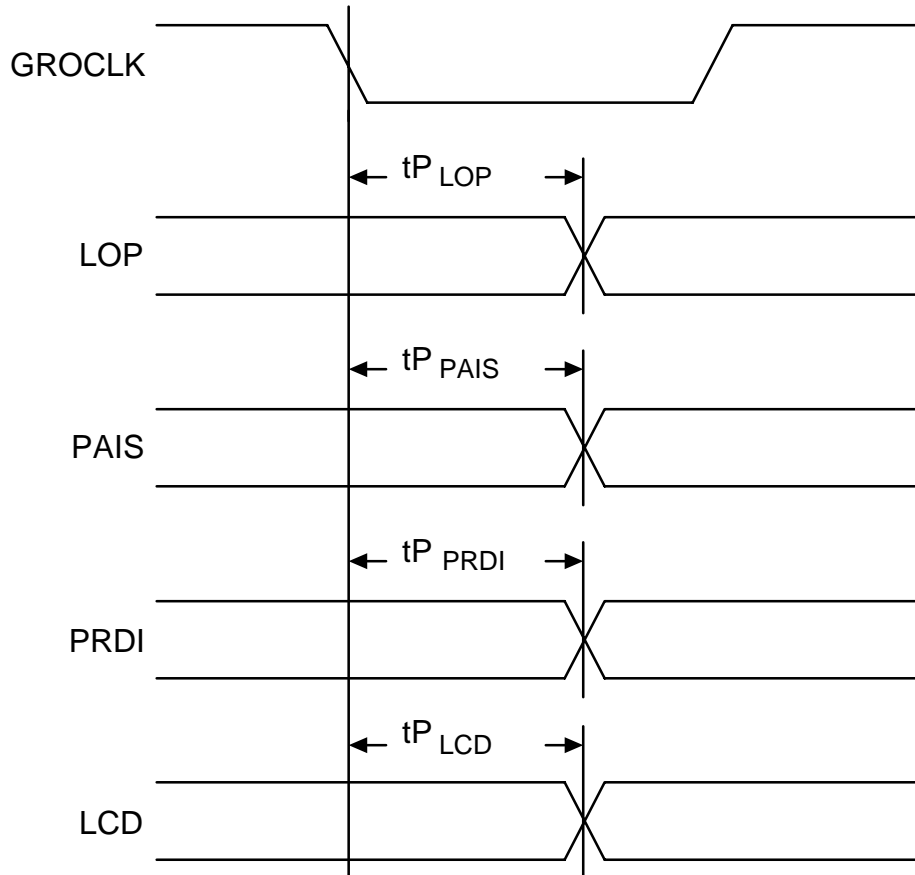 GROCLK
tP LOP
LOP
tP PAIS
PAIS
tP PRDI
PRDI
tP LCD
LCD